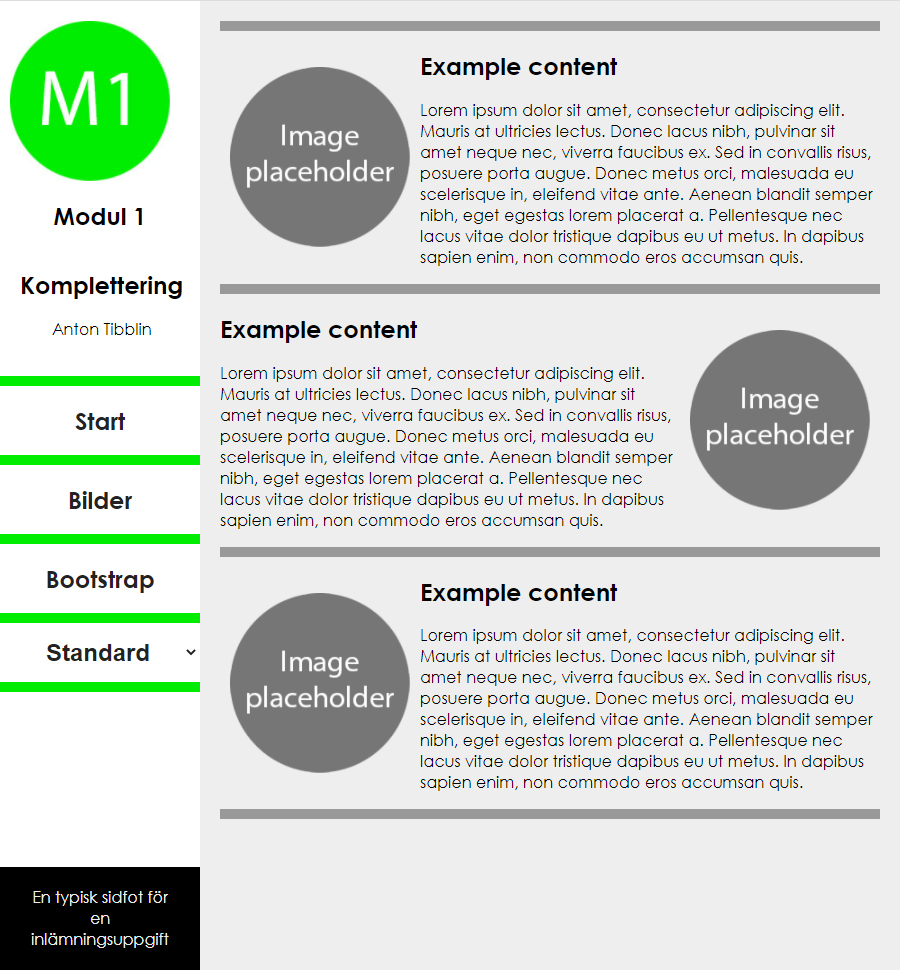 M1
Modul 1
Komplettering
Anton Tibblin
Start
Bilder
Bootstrap
Standard
En typisk sidfot för
en
inlämningsuppgift
Image
placeholder
Example content
Lorem ipsum dolor sit amet, consectetur adipiscing elit.
Mauris at ultricies lectus. Donec lacus nibh, pulvinar sit
amet neque nec, viverra faucibus ex. Sed in convallis risus,
posuere porta augue. Donec metus orci, malesuada eu
scelerisque in, eleifend vitae ante. Aenean blandit semper
nibh, eget egestas lorem placerat a. Pellentesque nec
lacus vitae dolor tristique dapibus eu ut metus. In dapibus
sapien enim, non commodo eros accumsan quis.
Example content
Lorem ipsum dolor sit amet, consectetur adipiscing elit.
Mauris at ultricies lectus. Donec lacus nibh, pulvinar sit
amet neque nec, viverra faucibus ex. Sed in convallis risus,
posuere porta augue. Donec metus orci, malesuada eu
scelerisque in, eleifend vitae ante. Aenean blandit semper
nibh, eget egestas lorem placerat a. Pellentesque nec
lacus vitae dolor tristique dapibus eu ut metus. In dapibus
sapien enim, non commodo eros accumsan quis.
Image
placeholder
Image
placeholder
Example content
Lorem ipsum dolor sit amet, consectetur adipiscing elit.
Mauris at ultricies lectus. Donec lacus nibh, pulvinar sit
amet neque nec, viverra faucibus ex. Sed in convallis risus,
posuere porta augue. Donec metus orci, malesuada eu
scelerisque in, eleifend vitae ante. Aenean blandit semper
nibh, eget egestas lorem placerat a. Pellentesque nec
lacus vitae dolor tristique dapibus eu ut metus. In dapibus
sapien enim, non commodo eros accumsan quis.